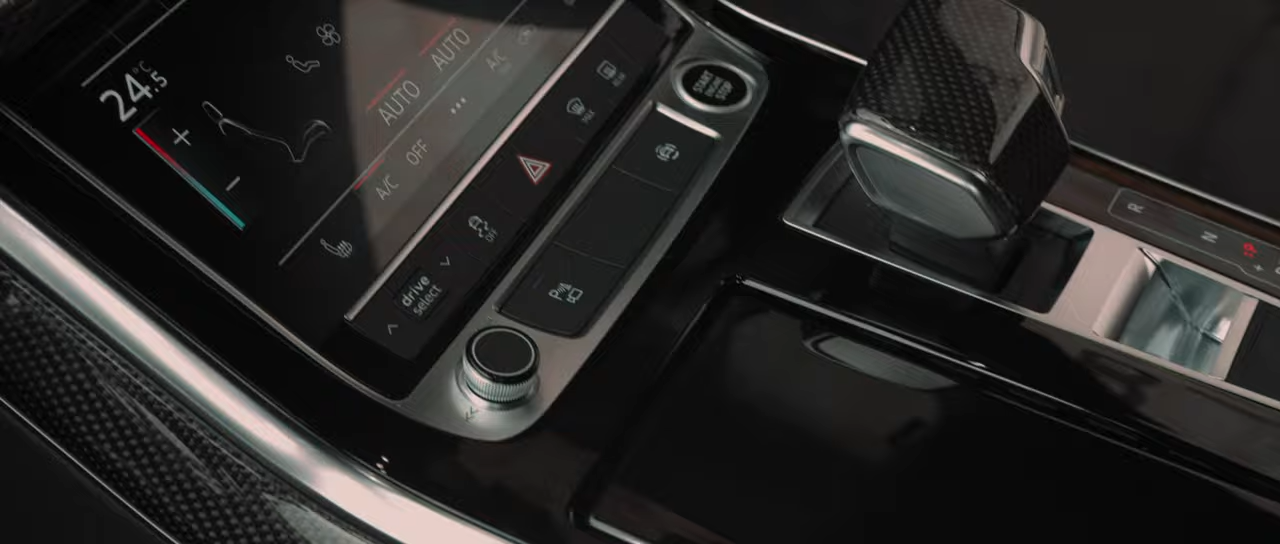 24.5
°C
AUTO
AUTO
A/C
OFF
A/C
...
MAX
OFF
drive
select
START
ENGINE
STOP
P
R
N
+